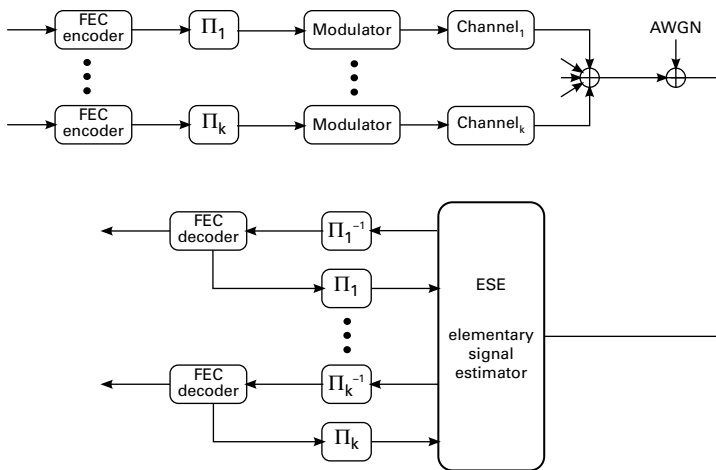 FEC encoder
Π₁
Modulator
Channel₁
AWGN
FEC encoder
Πₖ
Modulator
Channelₖ
FEC decoder
Π₁⁻¹
Π₁
ESE
elementary
signal
estimator
FEC decoder
Πₖ⁻¹
Πₖ